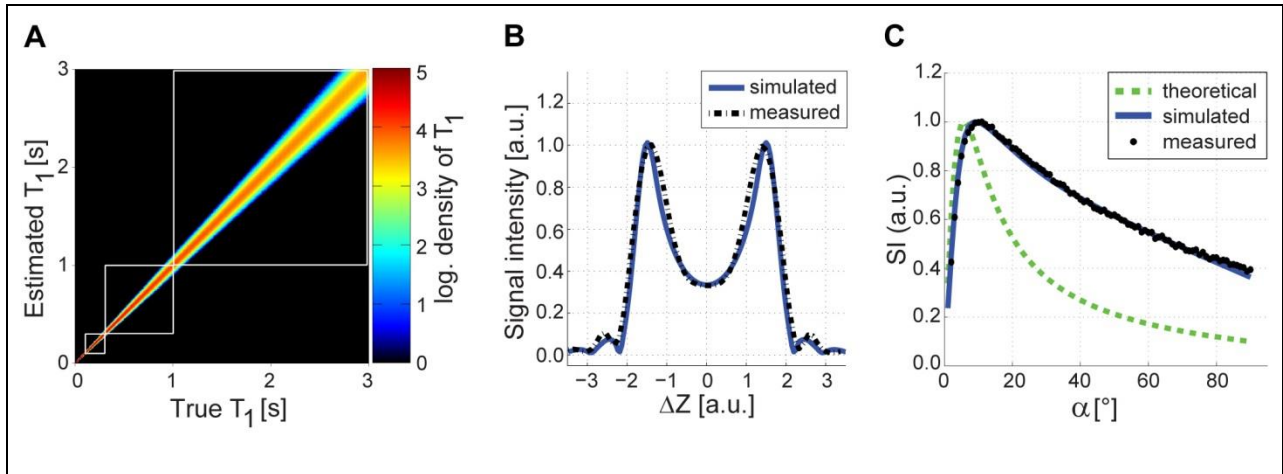 A
B
C
Estimated T1 [s]
3
2
1
0
0 1 2 3
True T1 [s]
5
4
3
2
1
0
log. density of T1
simulated
measured
Signal intensity [a.u.]
1.2
1.0
0.8
0.6
0.4
0.2
0.0
−3 −2 −1 0 1 2 3
ΔZ [a.u.]
theoretical
simulated
measured
SI (a.u.)
1.2
1.0
0.8
0.6
0.4
0.2
0.0
0 20 40 60 80
α[°]